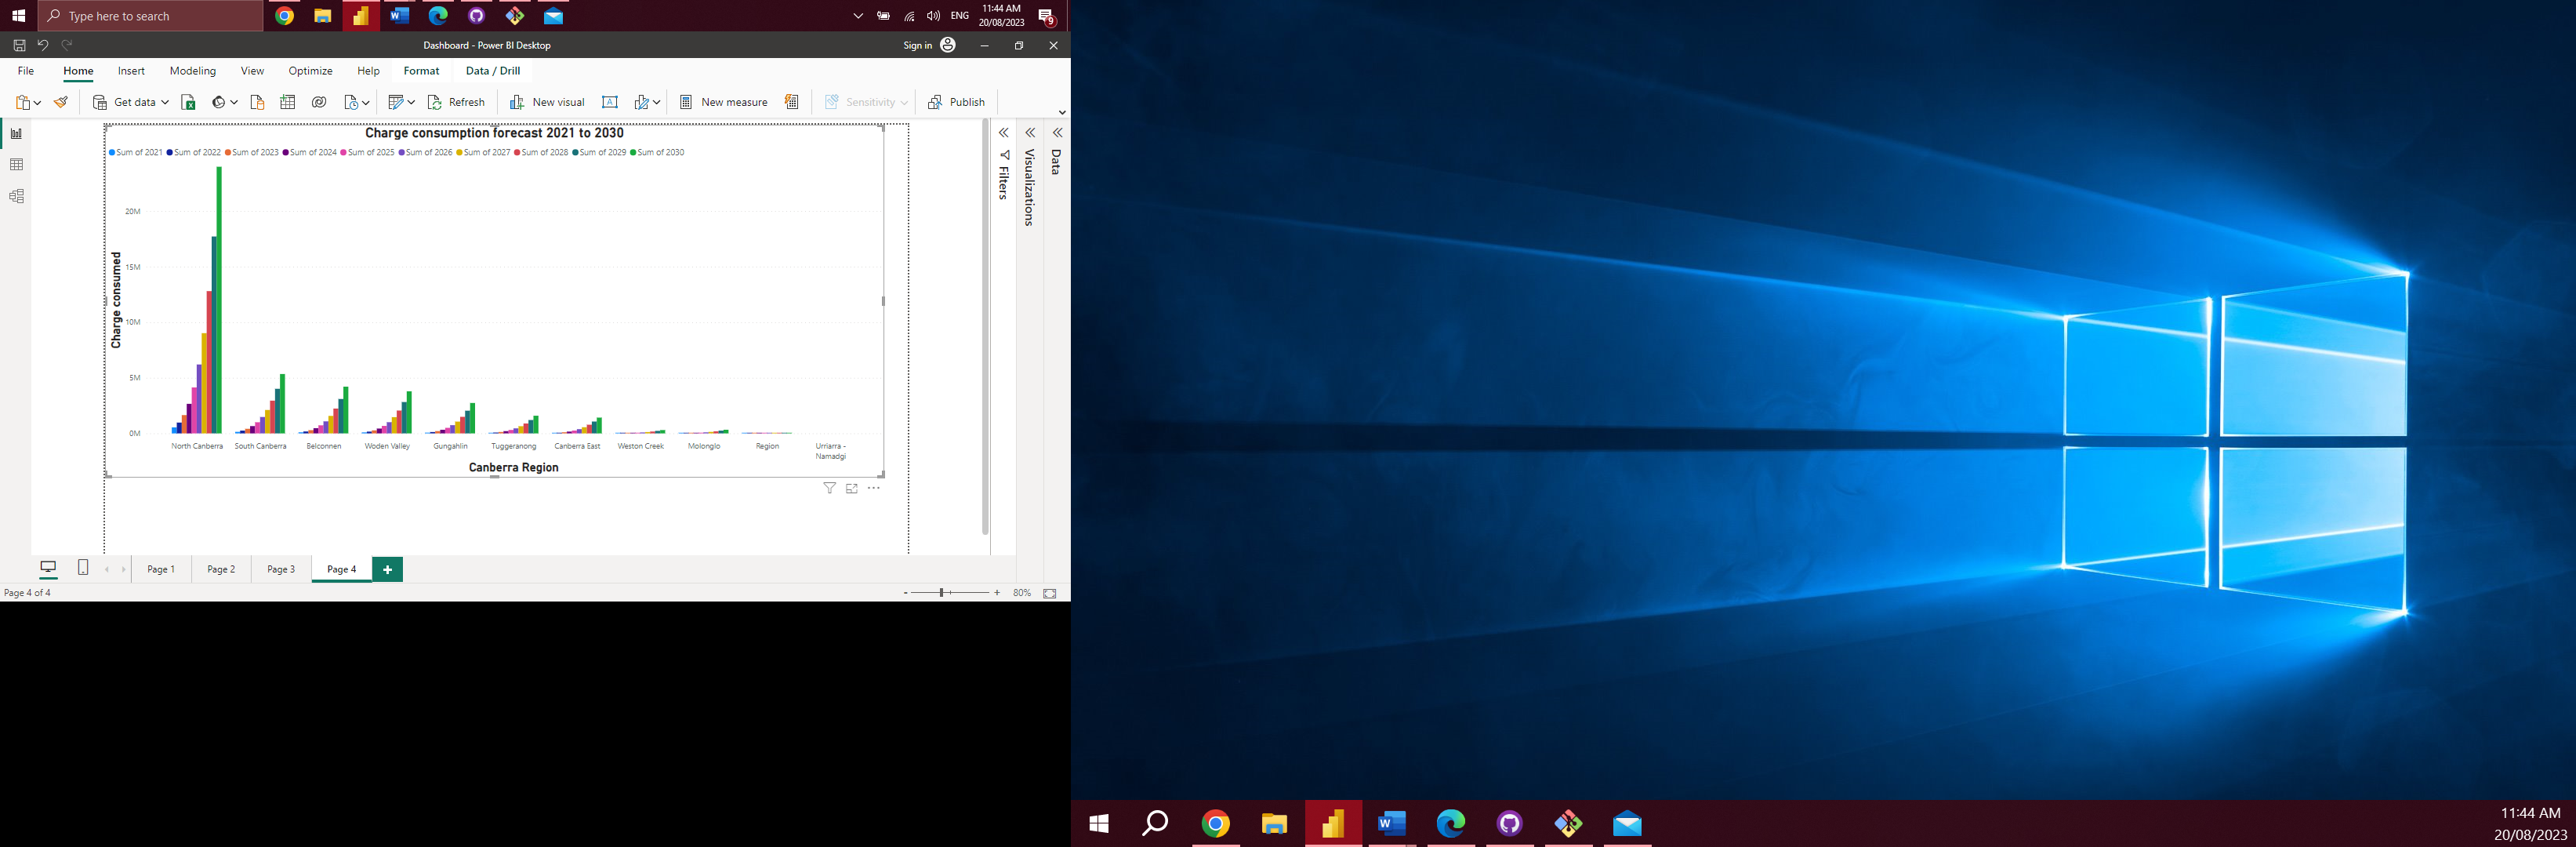 Type here to search
ENG
11:44 AM
20/08/2023
9
Dashboard - Power BI Desktop
Sign in
File Home Insert Modeling View Optimize Help Format Data / Drill
Get data Refresh New visual New measure Sensitivity Publish
Charge consumption forecast 2021 to 2030
Sum of 2021 Sum of 2022 Sum of 2023 Sum of 2024 Sum of 2025 Sum of 2026 Sum of 2027 Sum of 2028 Sum of 2029 Sum of 2030
Charge consumed
20M
15M
10M
5M
0M
North Canberra South Canberra Belconnen Woden Valley Gungahlin Tuggeranong Canberra East Weston Creek Molonglo Region Urriarra -
Namadgi
Canberra Region
Filters
Visualizations
Data
Page 1 Page 2 Page 3 Page 4
Page 4 of 4
- + 80%
11:44 AM
20/08/2023